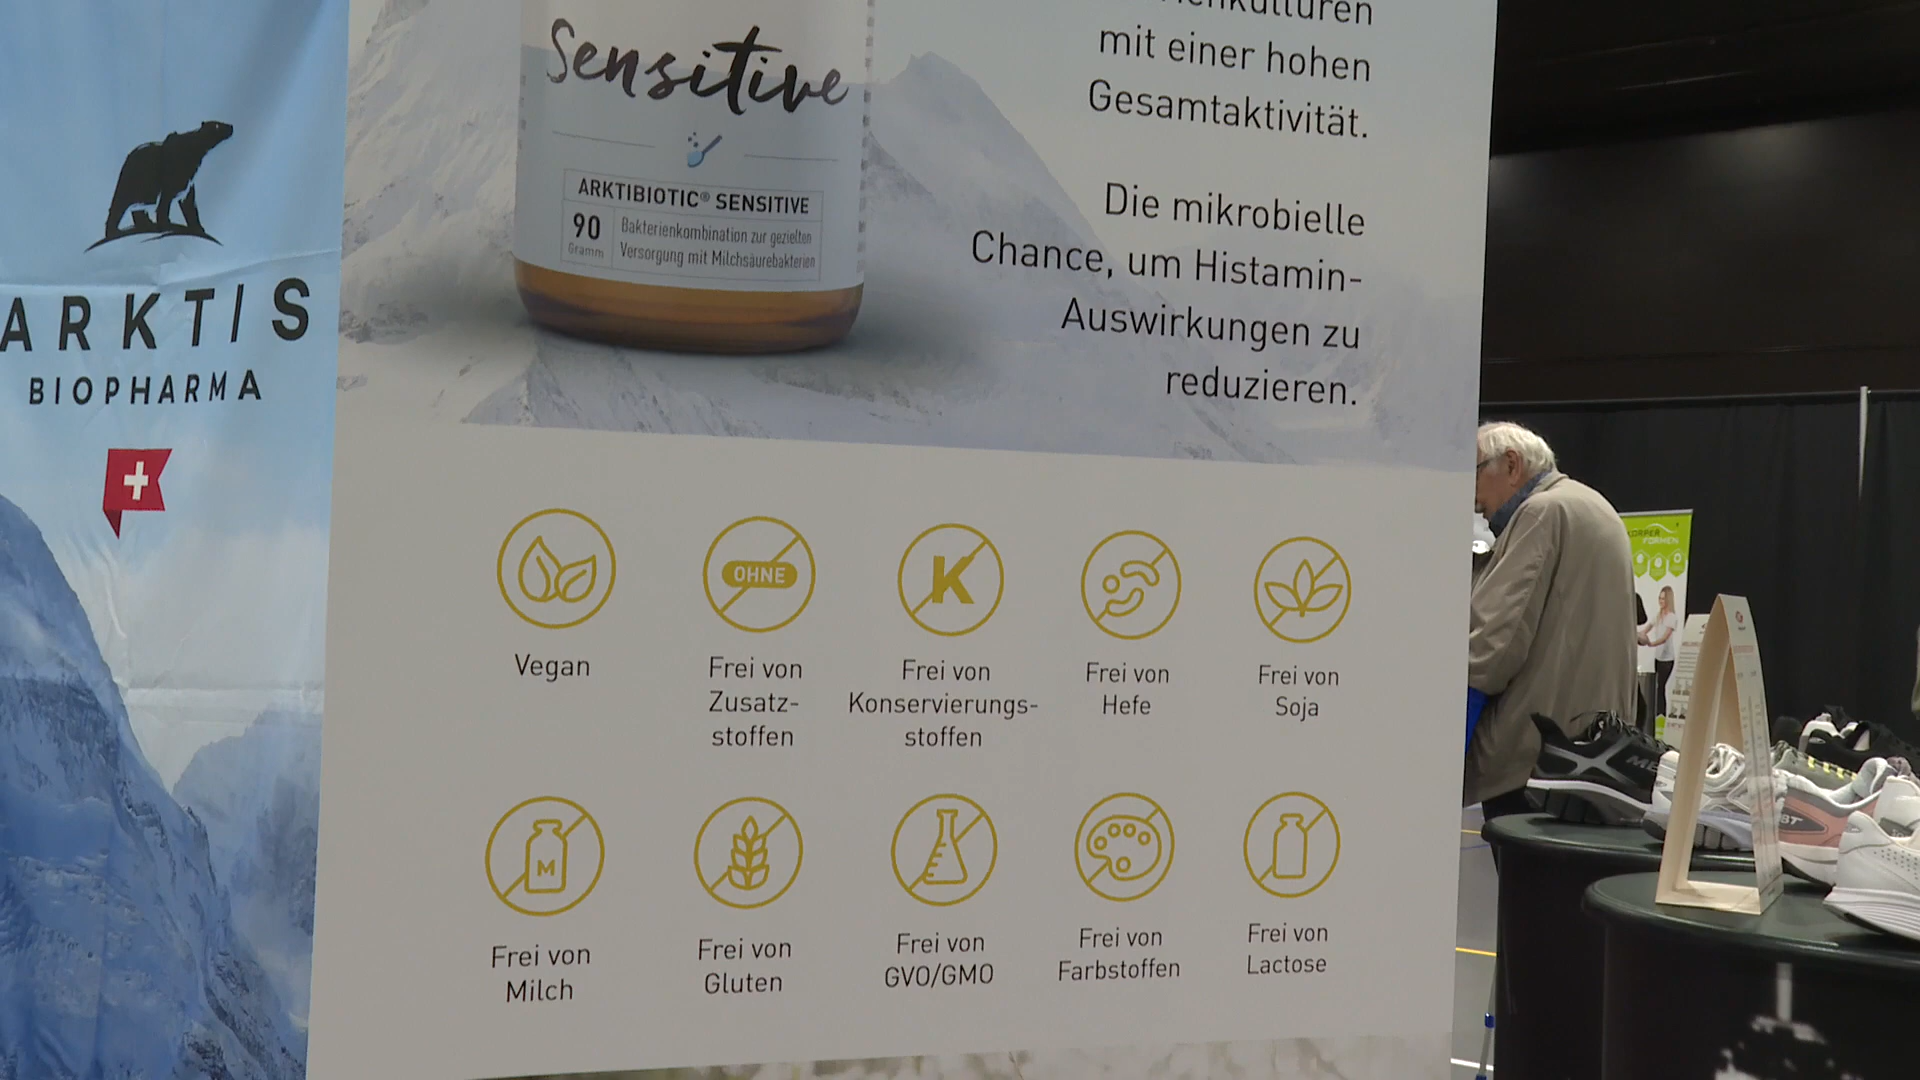 ARKTIS
BIOPHARMA
Sensitive
ARKTIBIOTIC® SENSITIVE
90
Gramm
Bakterienkombination zur gezielten
Versorgung mit Milchsäurebakterien
mit einer hohen
Gesamtaktivität.
Die mikrobielle
Chance, um Histamin-
Auswirkungen zu
reduzieren.
OHNE
K
Vegan
Frei von
Zusatz-
stoffen
Frei von
Konservierungs-
stoffen
Frei von
Hefe
Frei von
Soja
M
Frei von
Milch
Frei von
Gluten
Frei von
GVO/GMO
Frei von
Farbstoffen
Frei von
Lactose
KÖRPER
FORMEN